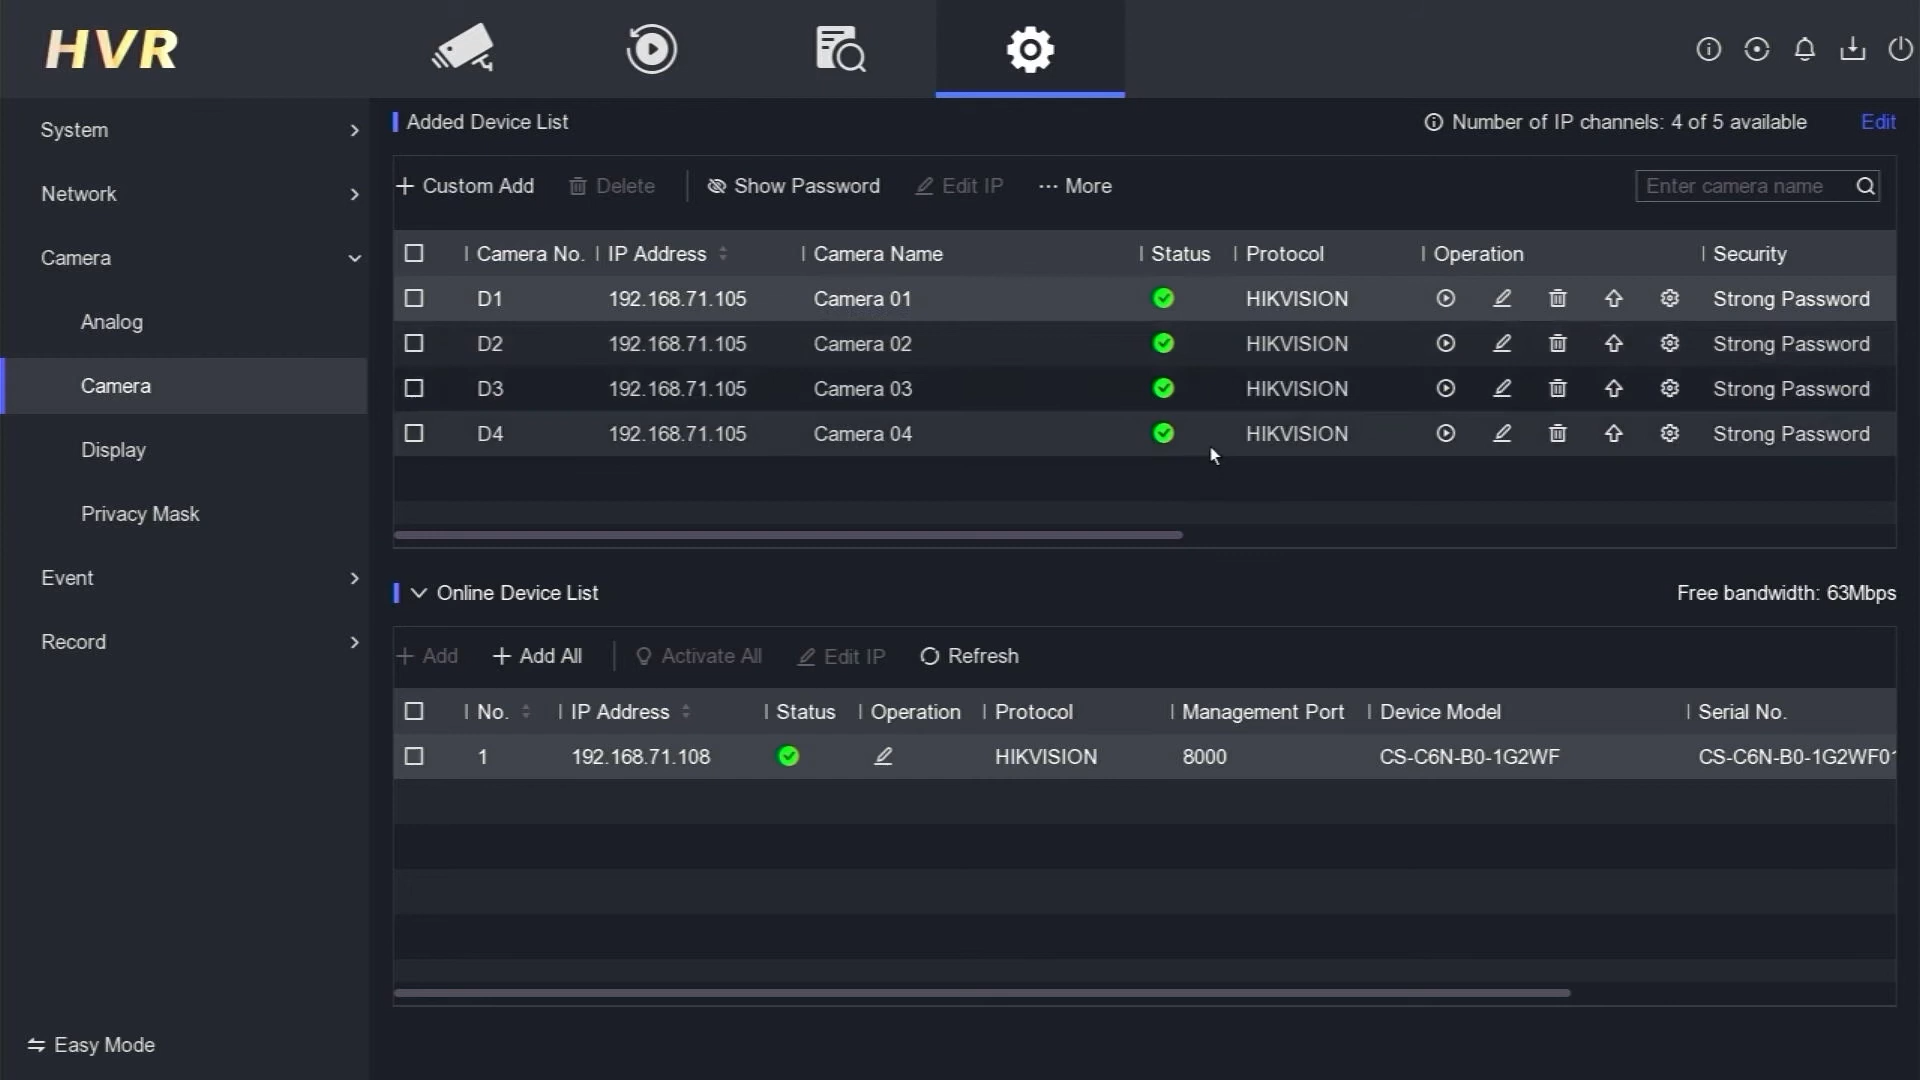 HVR
System
Network
Camera
Analog
Camera
Display
Privacy Mask
Event
Record
Easy Mode
Added Device List
Number of IP channels: 4 of 5 available Edit
Custom Add Delete Show Password Edit IP More Enter camera name
Camera No. IP Address Camera Name Status Protocol Operation Security
D1 192.168.71.105 Camera 01 HIKVISION Strong Password
D2 192.168.71.105 Camera 02 HIKVISION Strong Password
D3 192.168.71.105 Camera 03 HIKVISION Strong Password
D4 192.168.71.105 Camera 04 HIKVISION Strong Password
Online Device List Free bandwidth: 63Mbps
Add Add All Activate All Edit IP Refresh
No. IP Address Status Operation Protocol Management Port Device Model Serial No.
1 192.168.71.108 HIKVISION 8000 CS-C6N-B0-1G2WF CS-C6N-B0-1G2WF01